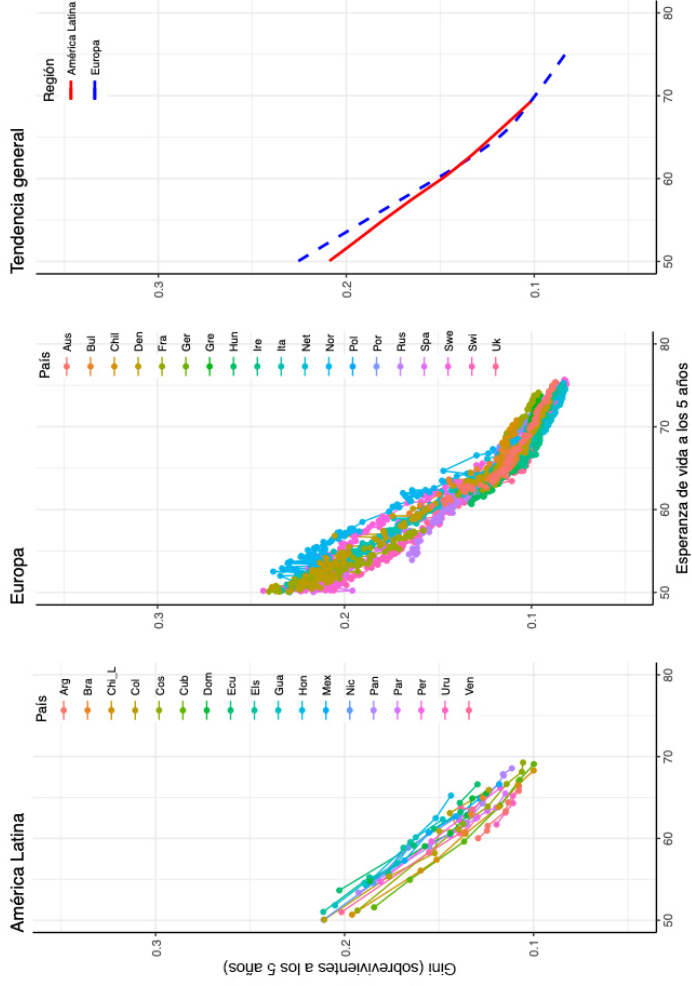 América Latina
País
Arg
Bra
Chi_L
Col
Cos
Cub
Dom
Ecu
Els
Gua
Hon
Mex
Nic
Pan
Par
Per
Uru
Ven
0.3
0.2
0.1
50
60
70
80
Gini (sobrevivientes a los 5 años)
Europa
País
Aus
Bul
Chil
Den
Fra
Ger
Gre
Hun
Ire
Ita
Net
Nor
Pol
Por
Rus
Spa
Swe
Swi
Uk
0.3
0.2
0.1
50
60
70
80
Esperanza de vida a los 5 años
Tendencia general
Región
América Latina
Europa
0.3
0.2
0.1
50
60
70
80